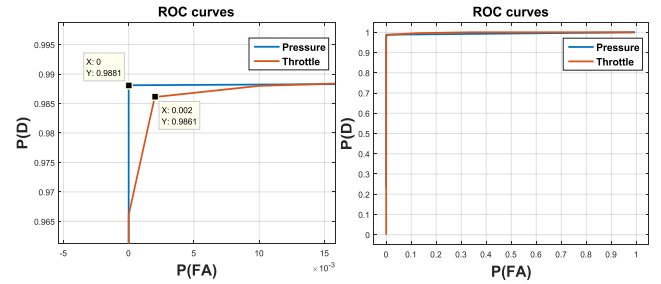 ROC curves
P(D)
0.995
0.99
0.985
0.98
0.975
0.97
0.965
X: 0
Y: 0.9881
X: 0.002
Y: 0.9861
Pressure
Throttle
-5
0
5
10
15
×10⁻³
P(FA)
ROC curves
P(D)
1
0.9
0.8
0.7
0.6
0.5
0.4
0.3
0.2
0.1
0
Pressure
Throttle
0
0.1
0.2
0.3
0.4
0.5
0.6
0.7
0.8
0.9
1
P(FA)